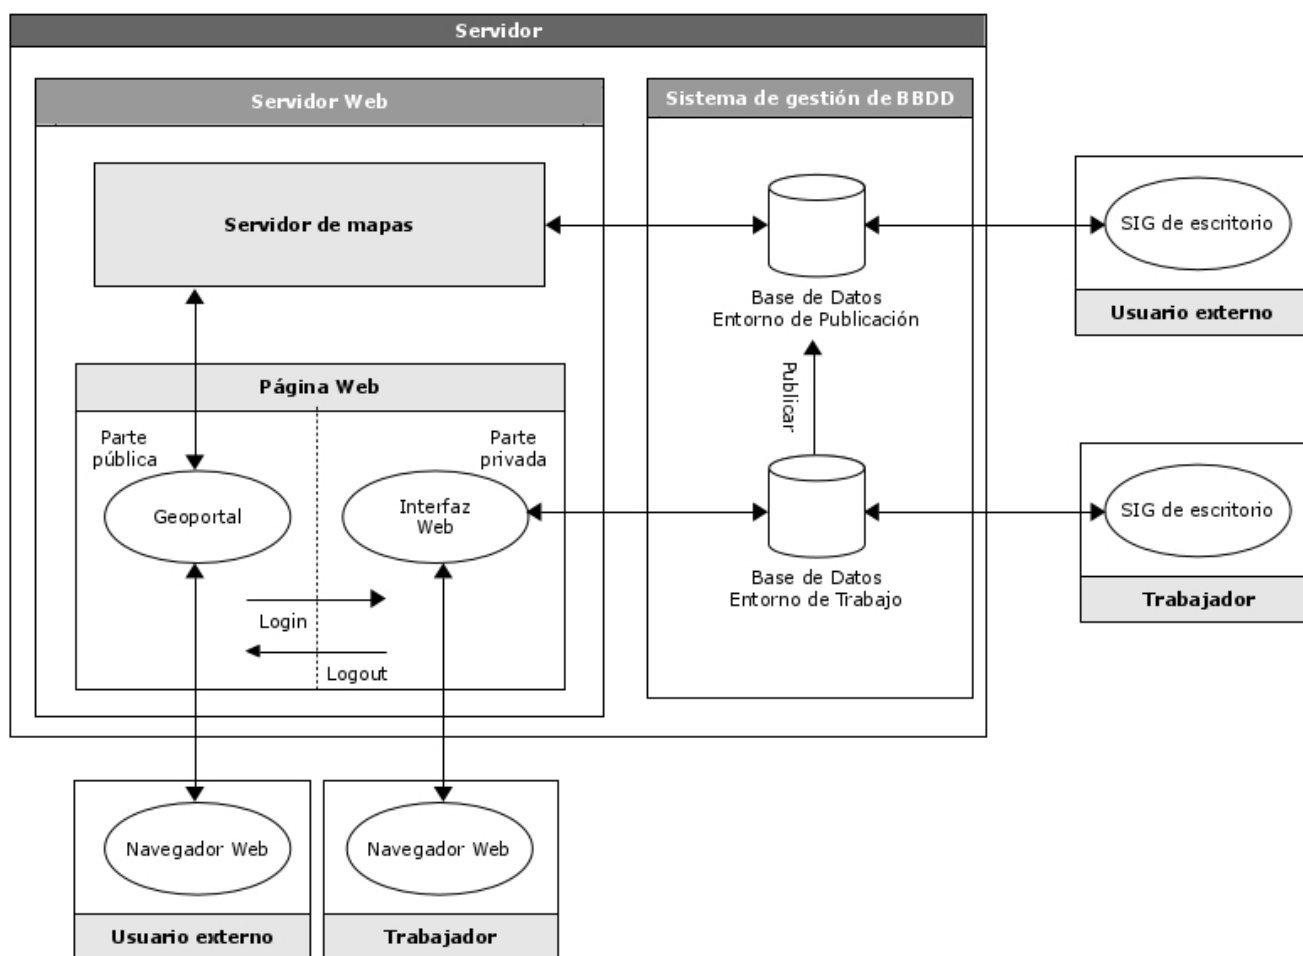 Servidor
Servidor Web
Sistema de gestión de BBDD
Servidor de mapas
SIG de escritorio
Base de Datos
Entorno de Publicación
Usuario externo
Publicar
Página Web
Parte
pública
Parte
privada
Geoportal
Interfaz
Web
SIG de escritorio
Base de Datos
Entorno de Trabajo
Trabajador
Login
Logout
Navegador Web
Navegador Web
Usuario externo
Trabajador